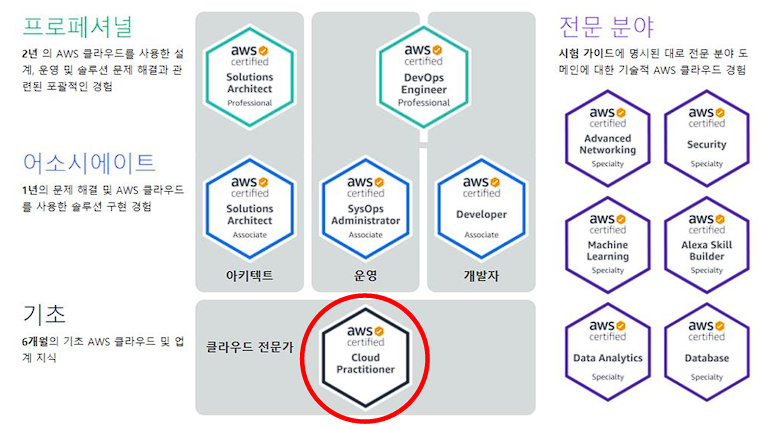 프로페셔널
2년 의 AWS 클라우드를 사용한 설
계, 운영 및 솔루션 문제 해결과 관
련된 포괄적인 경험
aws
certified
Solutions
Architect
Professional
aws
certified
DevOps
Engineer
Professional
어소시에이트
1년의 문제 해결 및 AWS 클라우드
를 사용한 솔루션 구현 경험
aws
certified
Solutions
Architect
Associate
아키텍트
aws
certified
SysOps
Administrator
Associate
운영
aws
certified
Developer
Associate
개발자
기초
6개월의 기초 AWS 클라우드 및 업
계 지식
클라우드 전문가
aws
certified
Cloud
Practitioner
전문 분야
시험 가이드에 명시된 대로 전문 분야 도
메인에 대한 기술적 AWS 클라우드 경험
aws
certified
Advanced
Networking
Specialty
aws
certified
Security
Specialty
aws
certified
Machine
Learning
Specialty
aws
certified
Alexa Skill
Builder
Specialty
aws
certified
Data Analytics
Specialty
aws
certified
Database
Specialty